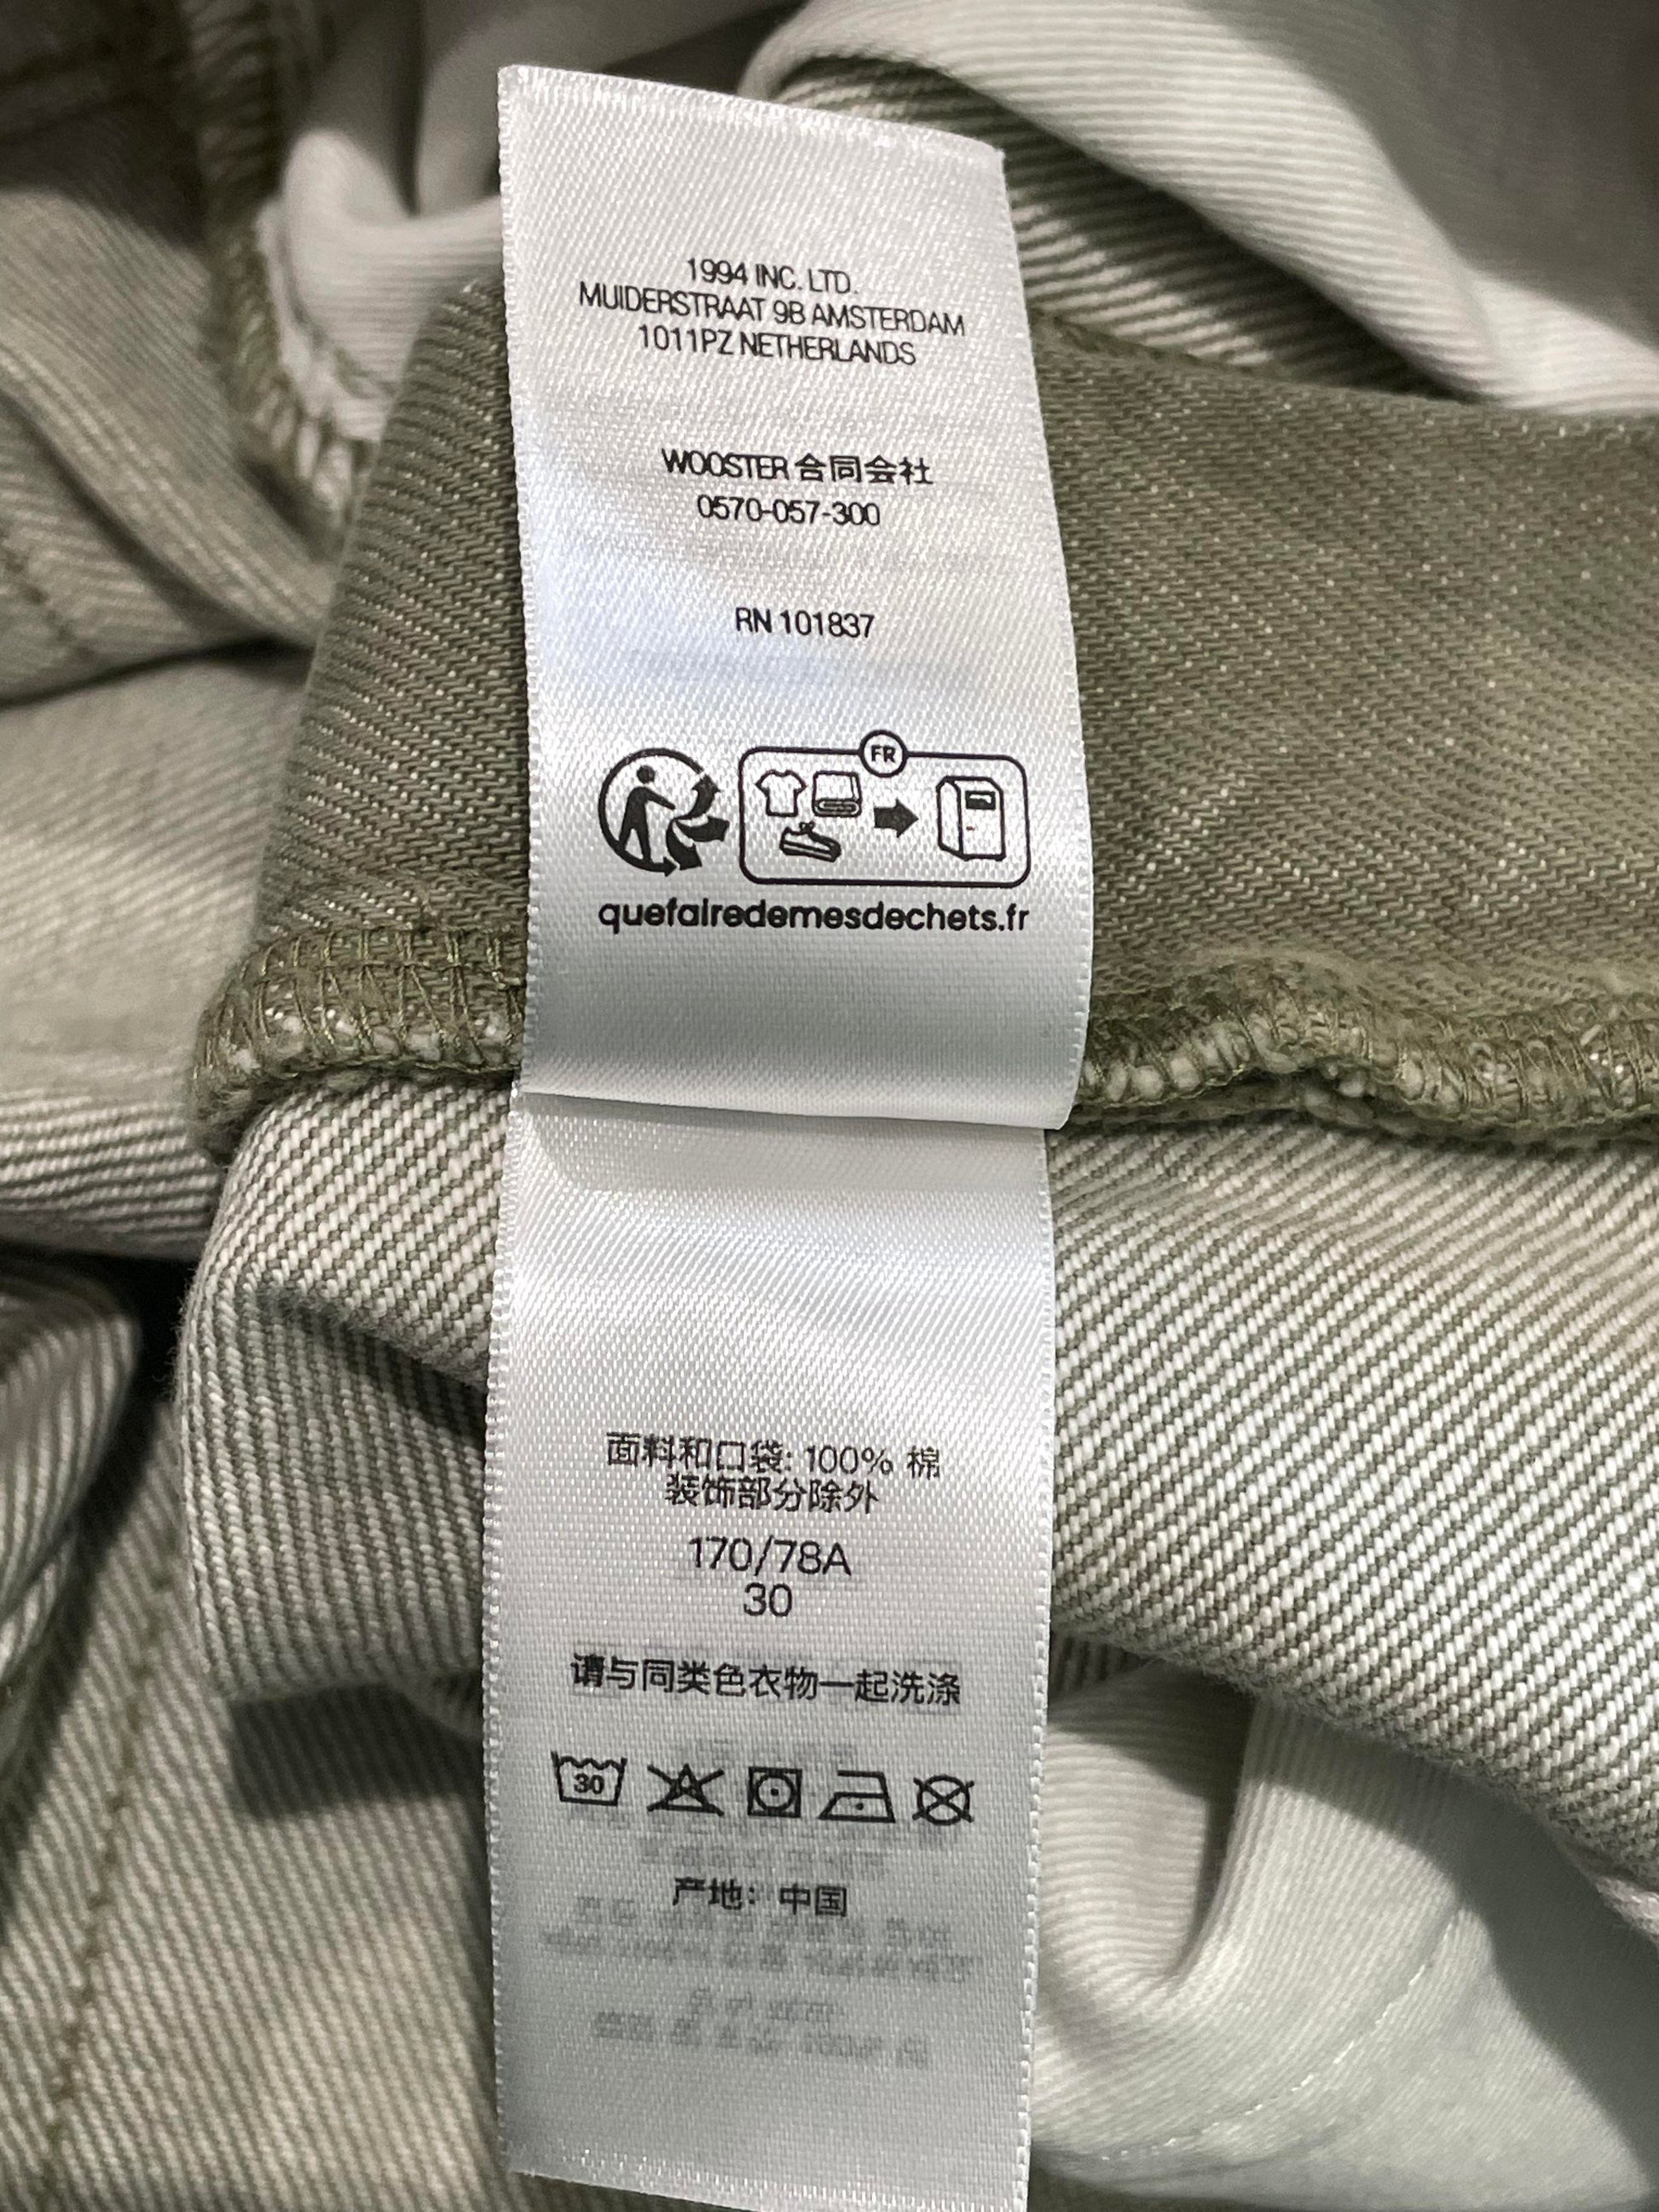 1994 INC. LTD.
MUIDERSTRAAT 9B AMSTERDAM
1011PZ NETHERLANDS
WOOSTER 合同会社
0570-057-300
RN 101837
FR
quefairedemesdechets.fr
面料和口袋: 100% 棉
装饰部分除外
170/78A
30
请与同类色衣物一起洗涤
30
产地: 中国